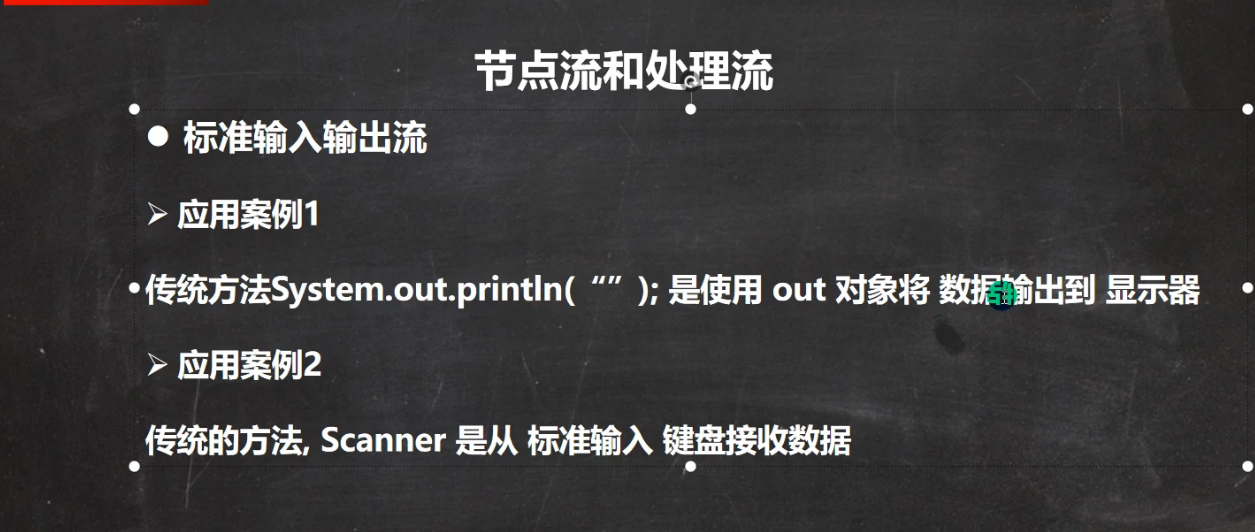 节点流和处理流
● 标准输入输出流
➢ 应用案例1
传统方法System.out.println(“”); 是使用 out 对象将 数据输出到 显示器
➢ 应用案例2
传统的方法, Scanner 是从 标准输入 键盘接收数据